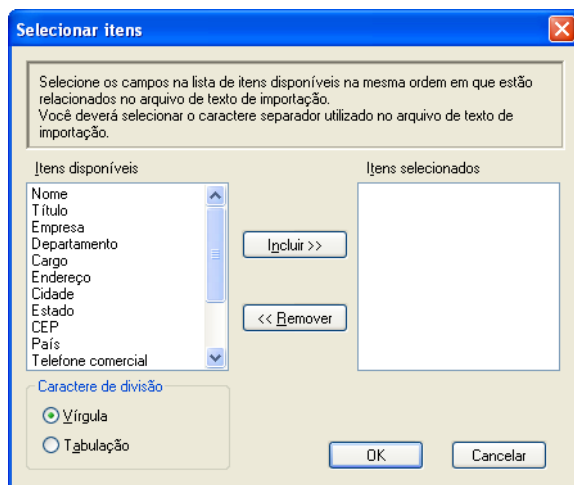 Selecionar itens
Selecione os campos na lista de itens disponíveis na mesma ordem em que estão
relacionados no arquivo de texto de importação.
Você deverá selecionar o caractere separador utilizado no arquivo de texto de
importação.
Itens disponíveis
Itens selecionados
Nome
Título
Empresa
Departamento
Cargo
Endereço
Cidade
Estado
CEP
País
Telefone comercial
Incluir >>
<< Remover
Caractere de divisão
Vírgula
Tabulação
OK
Cancelar